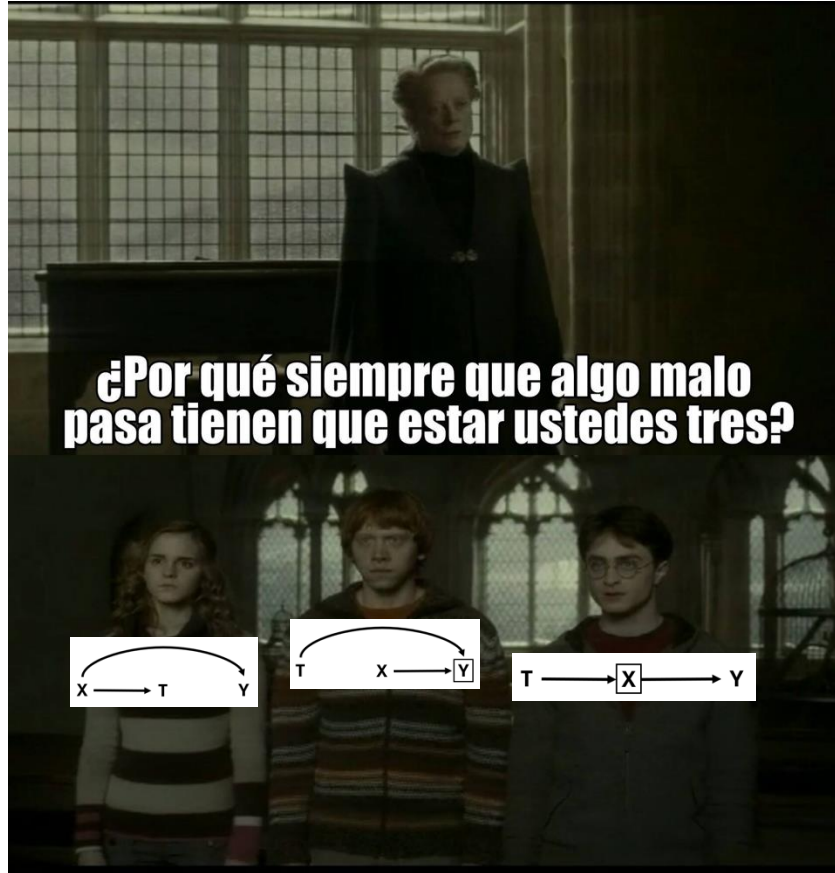 ¿Por qué siempre que algo malo
pasa tienen que estar ustedes tres?
X T Y
T X Y
T X Y